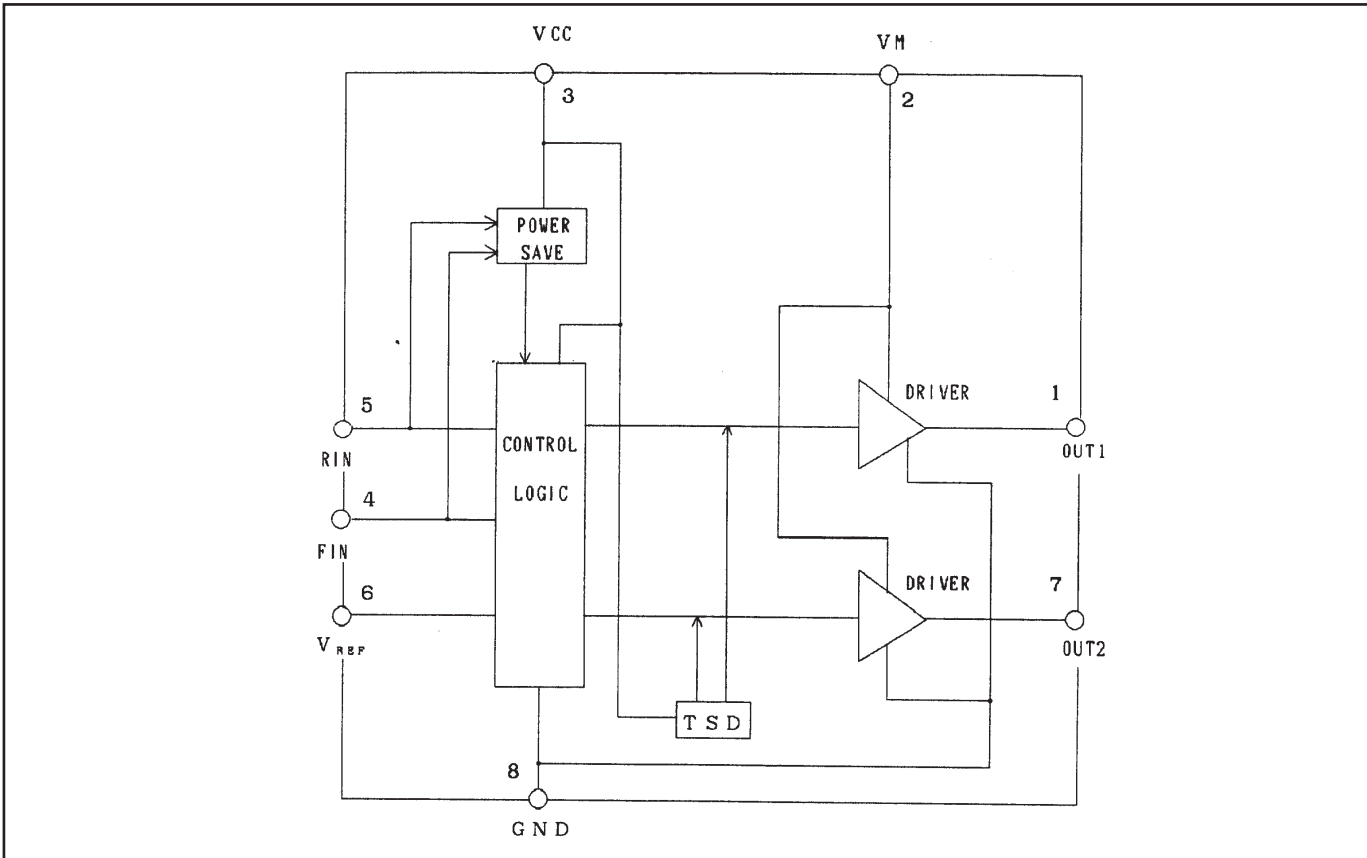 VCC
VM
3
2
POWER
SAVE
5
DRIVER
1
RIN
CONTROL
OUT1
4
LOGIC
FIN
6
DRIVER
7
VREF
OUT2
TSD
8
GND